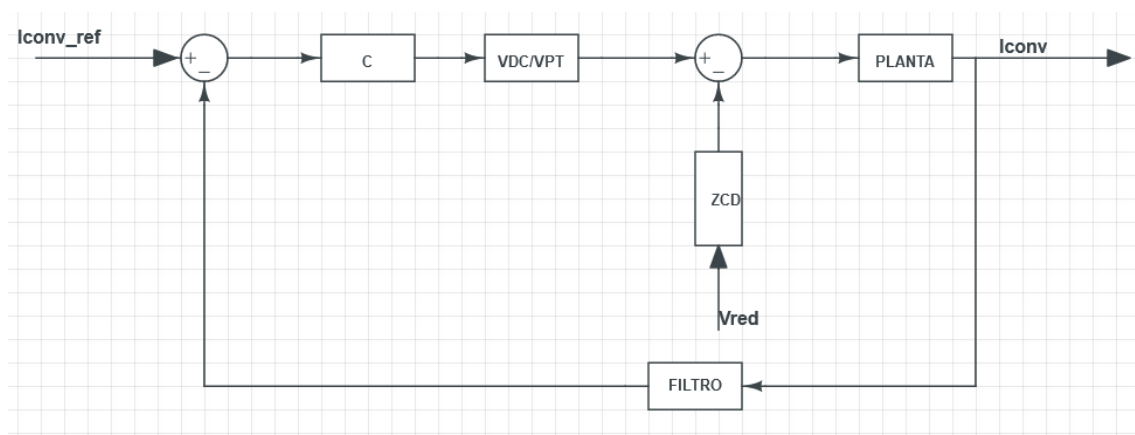 Iconv_ref
+
−
C
VDC/VPT
+
−
PLANTA
Iconv
ZCD
Vred
FILTRO